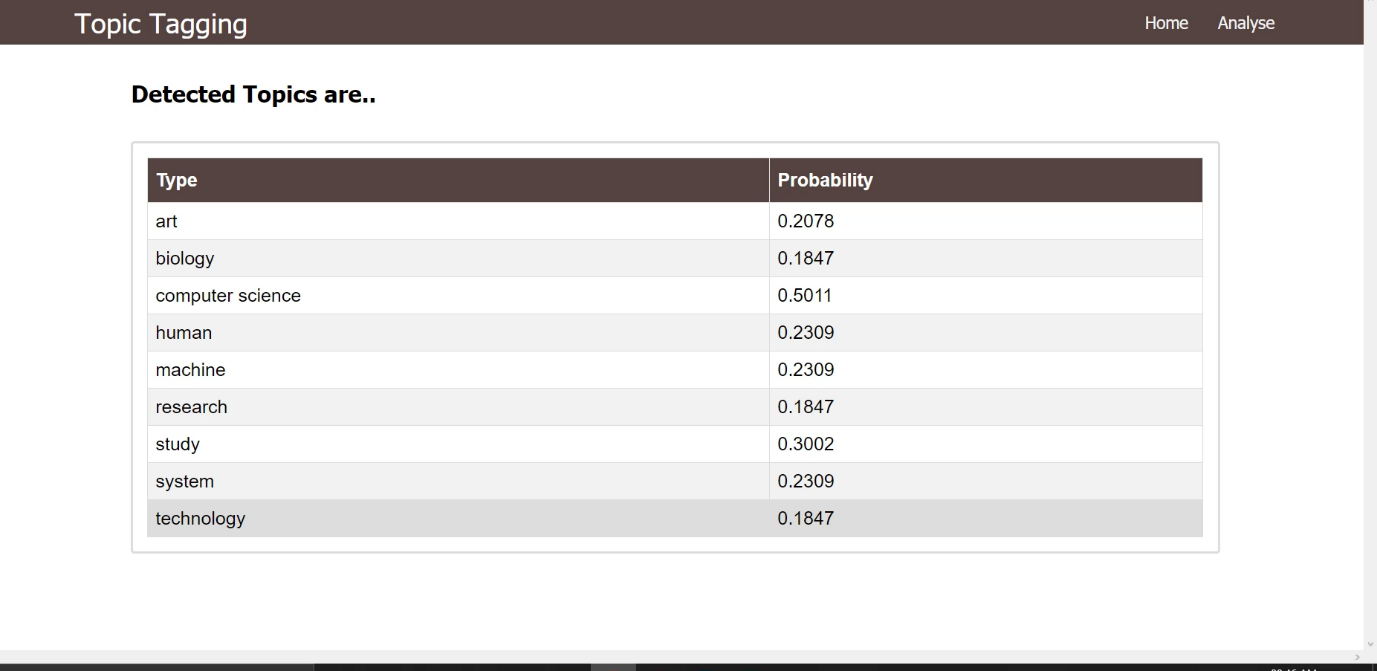 Topic Tagging Home Analyse
Detected Topics are..
Type Probability
art 0.2078
biology 0.1847
computer science 0.5011
human 0.2309
machine 0.2309
research 0.1847
study 0.3002
system 0.2309
technology 0.1847